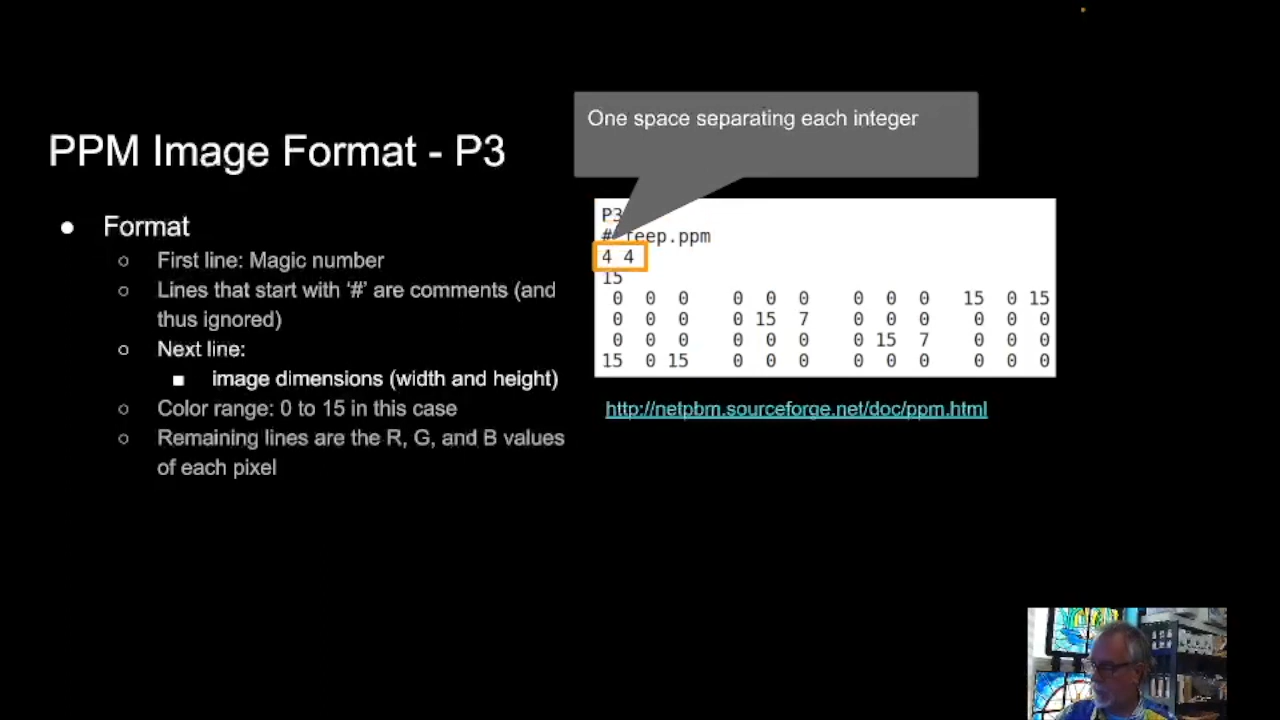 One space separating each integer
PPM Image Format - P3
● Format
○ First line: Magic number
○ Lines that start with ‘#’ are comments (and
thus ignored)
○ Next line:
■ image dimensions (width and height)
○ Color range: 0 to 15 in this case
○ Remaining lines are the R, G, and B values
of each pixel
P3
# feep.ppm
4 4
15
0 0 0 0 0 0 0 0 0 15 0 15
0 0 0 0 15 7 0 0 0 0 0 0
0 0 0 0 0 0 0 15 7 0 0 0
15 0 15 0 0 0 0 0 0 0 0 0
http://netpbm.sourceforge.net/doc/ppm.html